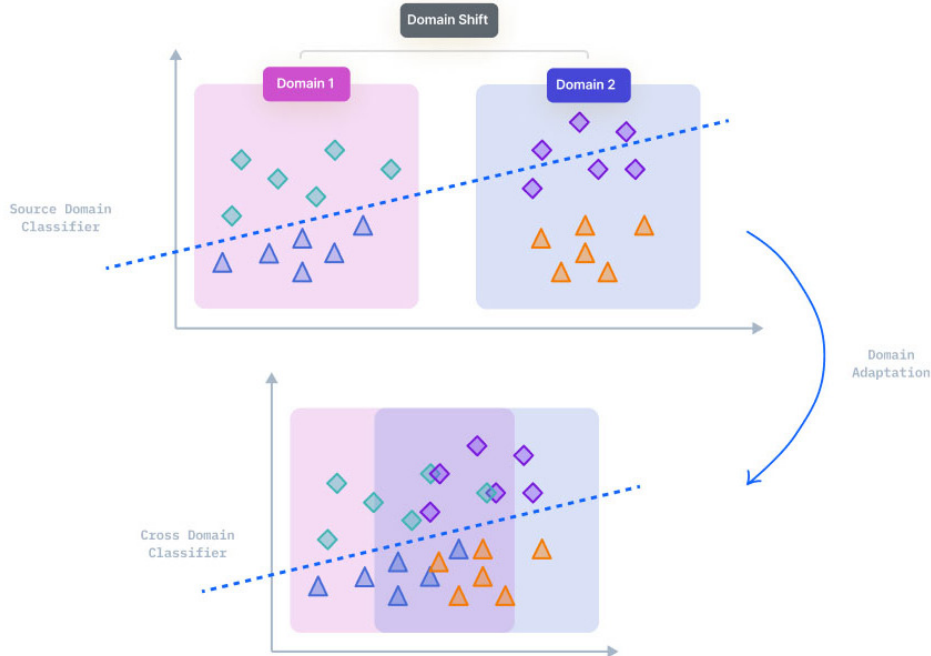 Domain Shift
Domain 1
Domain 2
Source Domain
Classifier
Domain
Adaptation
Cross Domain
Classifier